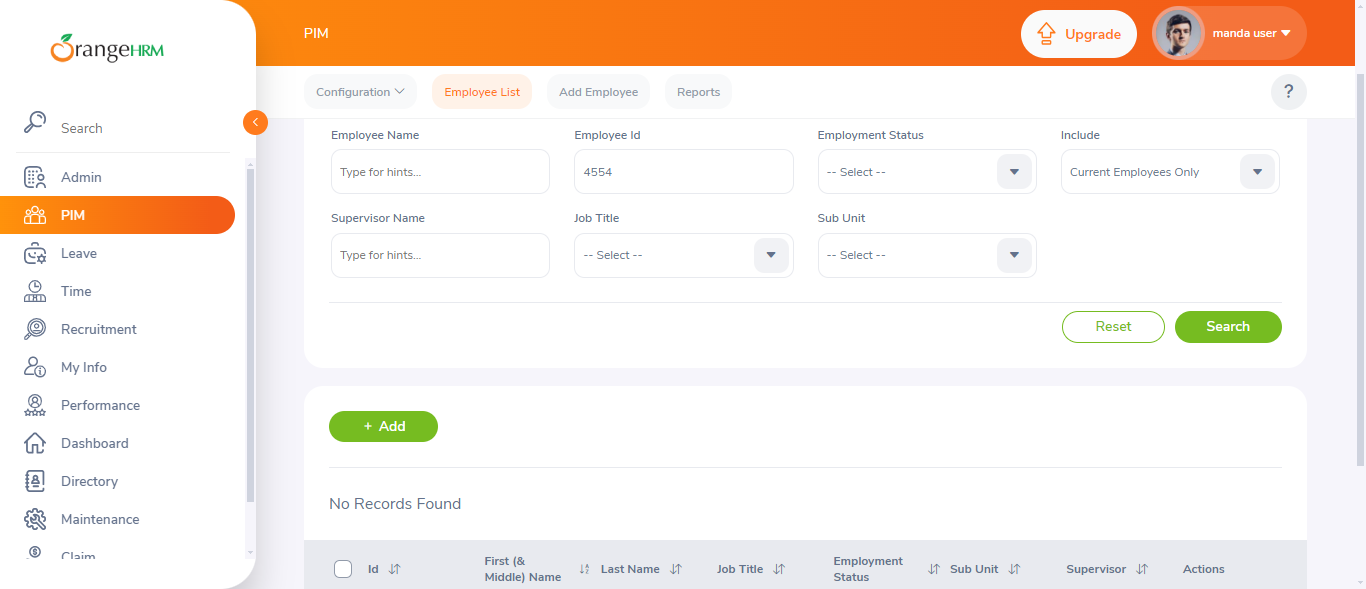 OrangeHRM
PIM
Upgrade
manda user
Search
Configuration
Employee List
Add Employee
Reports
?
Admin
PIM
Leave
Time
Recruitment
My Info
Performance
Dashboard
Directory
Maintenance
Claim
Employee Name
Employee Id
Employment Status
Include
Type for hints...
4554
-- Select --
Current Employees Only
Supervisor Name
Job Title
Sub Unit
Type for hints...
-- Select --
-- Select --
Reset
Search
+ Add
No Records Found
Id
First (& Middle) Name
Last Name
Job Title
Employment Status
Sub Unit
Supervisor
Actions